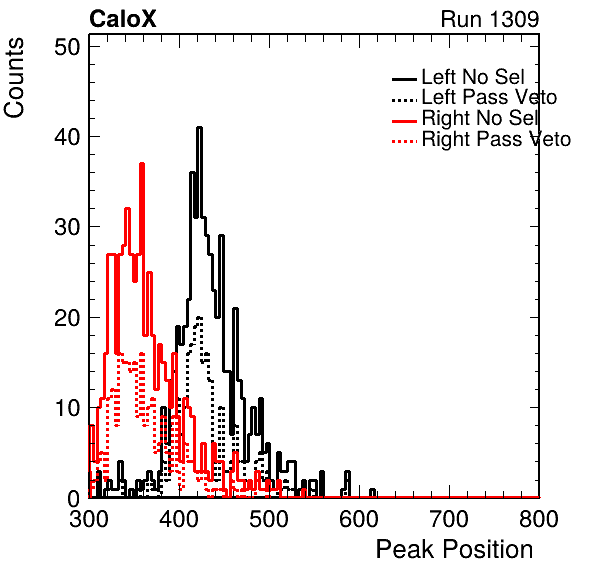 CaloX Run 1309
Counts
50
40
30
20
10
0
Left No Sel
Left Pass Veto
Right No Sel
Right Pass Veto
300 400 500 600 700 800
Peak Position